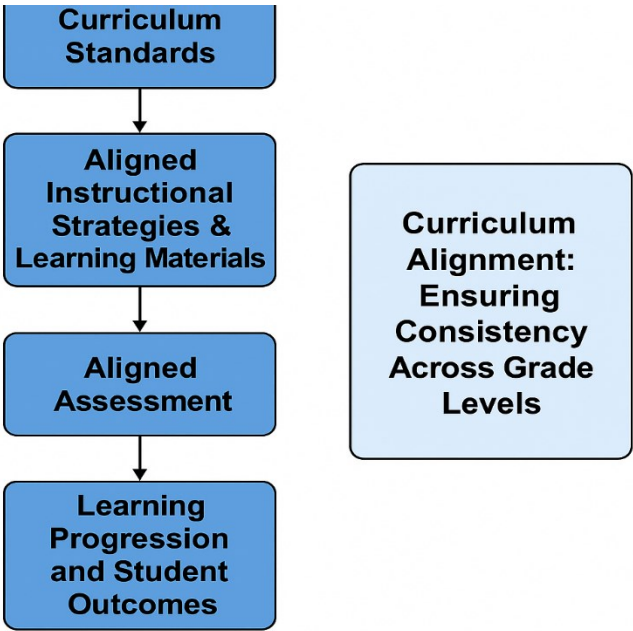 Curriculum
Standards
Aligned
Instructional
Strategies &
Learning Materials
Aligned
Assessment
Learning
Progression
and Student
Outcomes
Curriculum
Alignment:
Ensuring
Consistency
Across Grade
Levels